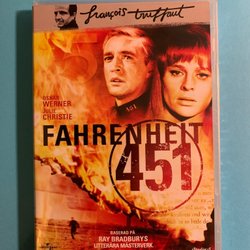 françois truffaut
OSKAR
WERNER
JULIE
CHRISTIE
FAHRENHEIT
451
BASERAD PÅ
RAY BRADBURYS
LITTERÄRA MÄSTERVERK